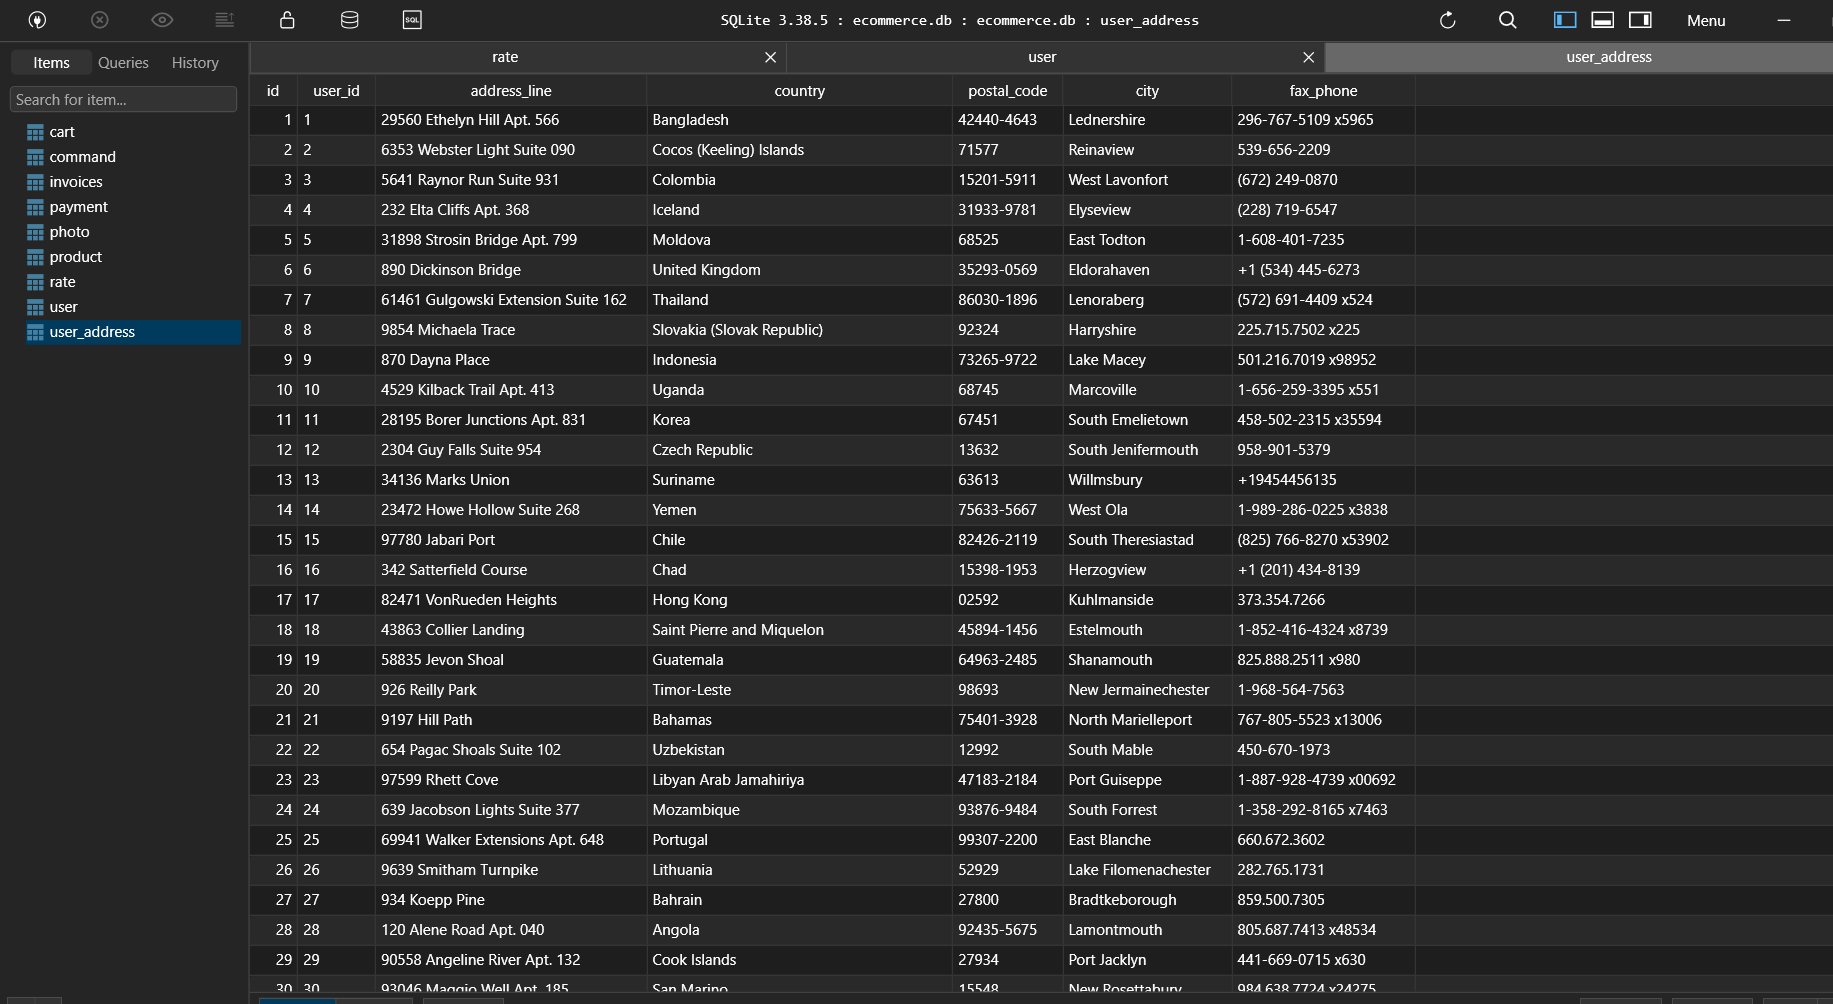 SQL
SQLite 3.38.5 : ecommerce.db : ecommerce.db : user_address
Menu
Items Queries History
Search for item...
cart
command
invoices
payment
photo
product
rate
user
user_address
rate user user_address
id user_id address_line country postal_code city fax_phone
1 1 29560 Ethelyn Hill Apt. 566 Bangladesh 42440-4643 Lednershire 296-767-5109 x5965
2 2 6353 Webster Light Suite 090 Cocos (Keeling) Islands 71577 Reinaview 539-656-2209
3 3 5641 Raynor Run Suite 931 Colombia 15201-5911 West Lavonfort (672) 249-0870
4 4 232 Elta Cliffs Apt. 368 Iceland 31933-9781 Elyseview (228) 719-6547
5 5 31898 Strosin Bridge Apt. 799 Moldova 68525 East Todton 1-608-401-7235
6 6 890 Dickinson Bridge United Kingdom 35293-0569 Eldorahaven +1 (534) 445-6273
7 7 61461 Gulgowski Extension Suite 162 Thailand 86030-1896 Lenoraberg (572) 691-4409 x524
8 8 9854 Michaela Trace Slovakia (Slovak Republic) 92324 Harryshire 225.715.7502 x225
9 9 870 Dayna Place Indonesia 73265-9722 Lake Macey 501.216.7019 x98952
10 10 4529 Kilback Trail Apt. 413 Uganda 68745 Marcoville 1-656-259-3395 x551
11 11 28195 Borer Junctions Apt. 831 Korea 67451 South Emelietown 458-502-2315 x35594
12 12 2304 Guy Falls Suite 954 Czech Republic 13632 South Jenifermouth 958-901-5379
13 13 34136 Marks Union Suriname 63613 Willmsbury +19454456135
14 14 23472 Howe Hollow Suite 268 Yemen 75633-5667 West Ola 1-989-286-0225 x3838
15 15 97780 Jabari Port Chile 82426-2119 South Theresiastad (825) 766-8270 x53902
16 16 342 Satterfield Course Chad 15398-1953 Herzogview +1 (201) 434-8139
17 17 82471 VonRueden Heights Hong Kong 02592 Kuhlmanside 373.354.7266
18 18 43863 Collier Landing Saint Pierre and Miquelon 45894-1456 Estelmouth 1-852-416-4324 x8739
19 19 58835 Jevon Shoal Guatemala 64963-2485 Shanamouth 825.888.2511 x980
20 20 926 Reilly Park Timor-Leste 98693 New Jermainechester 1-968-564-7563
21 21 9197 Hill Path Bahamas 75401-3928 North Marielleport 767-805-5523 x13006
22 22 654 Pagac Shoals Suite 102 Uzbekistan 12992 South Mable 450-670-1973
23 23 97599 Rhett Cove Libyan Arab Jamahiriya 47183-2184 Port Guiseppe 1-887-928-4739 x00692
24 24 639 Jacobson Lights Suite 377 Mozambique 93876-9484 South Forrest 1-358-292-8165 x7463
25 25 69941 Walker Extensions Apt. 648 Portugal 99307-2200 East Blanche 660.672.3602
26 26 9639 Smitham Turnpike Lithuania 52929 Lake Filomenachester 282.765.1731
27 27 934 Koepp Pine Bahrain 27800 Bradtkeborough 859.500.7305
28 28 120 Alene Road Apt. 040 Angola 92435-5675 Lamontmouth 805.687.7413 x48534
29 29 90558 Angeline River Apt. 132 Cook Islands 27934 Port Jacklyn 441-669-0715 x630
30 30 93046 Maggio Well Apt. 185 San Marino 15548 New Rosettabury 984.638.7724 x24275